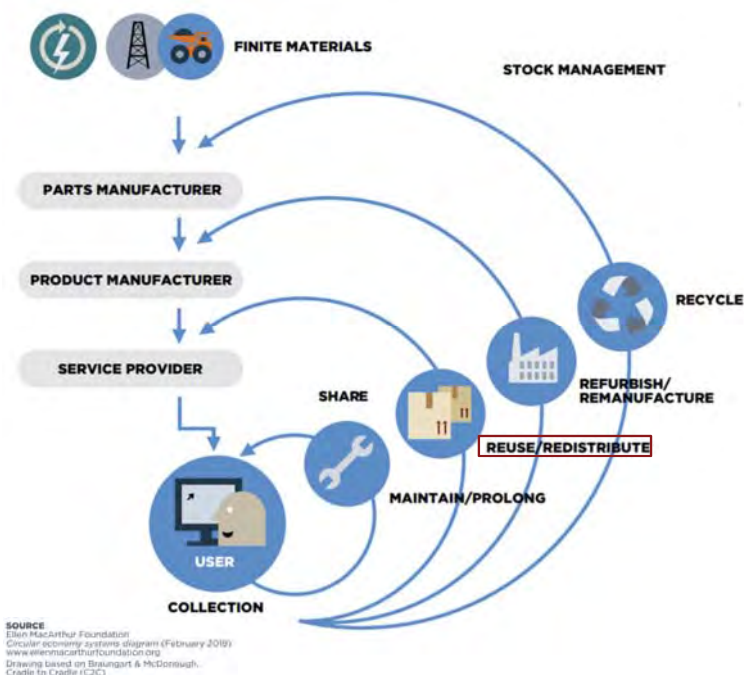 FINITE MATERIALS
STOCK MANAGEMENT
PARTS MANUFACTURER
PRODUCT MANUFACTURER
RECYCLE
SERVICE PROVIDER
REFURBISH/
REMANUFACTURE
SHARE
REUSE/REDISTRIBUTE
MAINTAIN/PROLONG
USER
COLLECTION
SOURCE
Ellen MacArthur Foundation
Circular economy systems diagram (February 2019)
www.ellenmacarthurfoundation.org
Drawing based on Braungart & McDonough,
Cradle to Cradle (C2C)